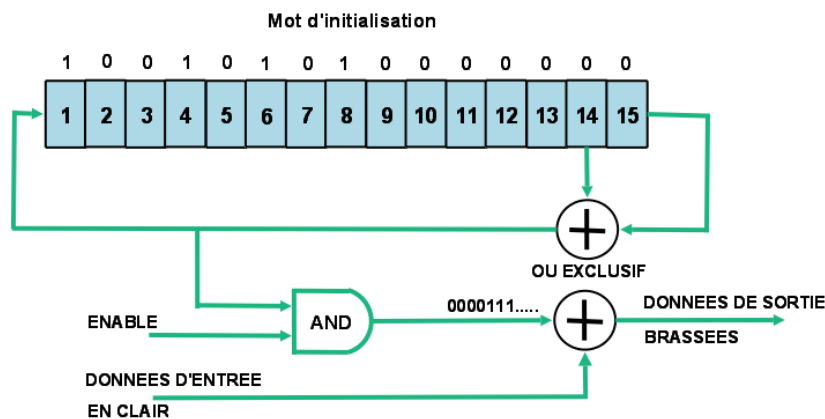 Mot d'initialisation
1 0 0 1 0 1 0 1 0 0 0 0 0 0 0
1 2 3 4 5 6 7 8 9 10 11 12 13 14 15
OU EXCLUSIF
0000111.....
DONNEES DE SORTIE
ENABLE
AND
BRASSEES
DONNEES D'ENTREE
EN CLAIR